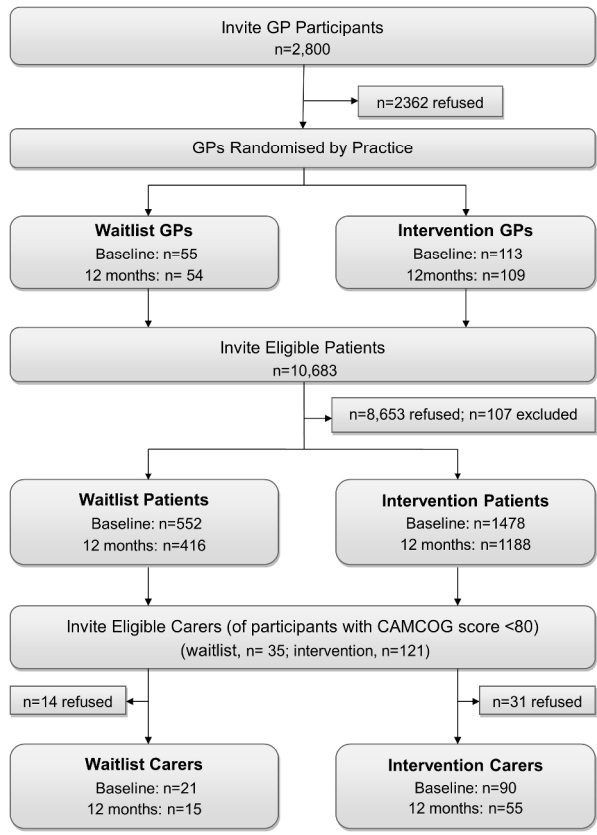 Invite GP Participants
n=2,800
n=2362 refused
GPs Randomised by Practice
Waitlist GPs
Baseline: n=55
12 months: n= 54
Intervention GPs
Baseline: n=113
12months: n=109
Invite Eligible Patients
n=10,683
n=8,653 refused; n=107 excluded
Waitlist Patients
Baseline: n=552
12 months: n=416
Intervention Patients
Baseline: n=1478
12 months: n=1188
Invite Eligible Carers (of participants with CAMCOG score <80)
(waitlist, n= 35; intervention, n=121)
n=14 refused
n=31 refused
Waitlist Carers
Baseline: n=21
12 months: n=15
Intervention Carers
Baseline: n=90
12 months: n=55